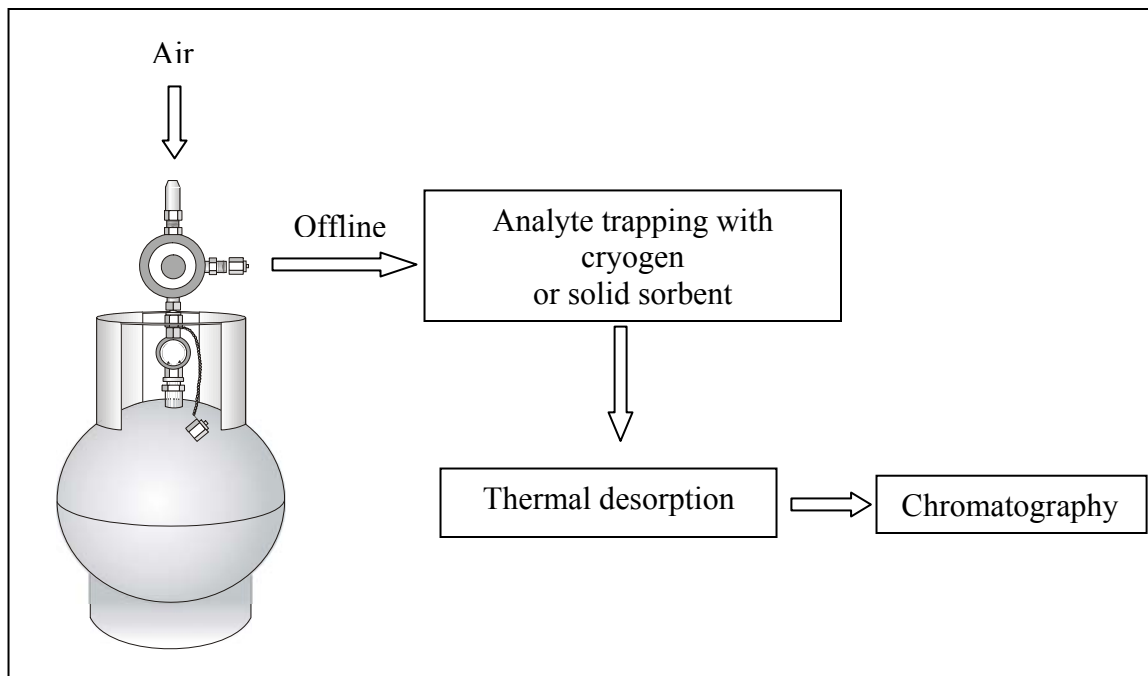 Air
Offline
Analyte trapping with
cryogen
or solid sorbent
Thermal desorption
Chromatography